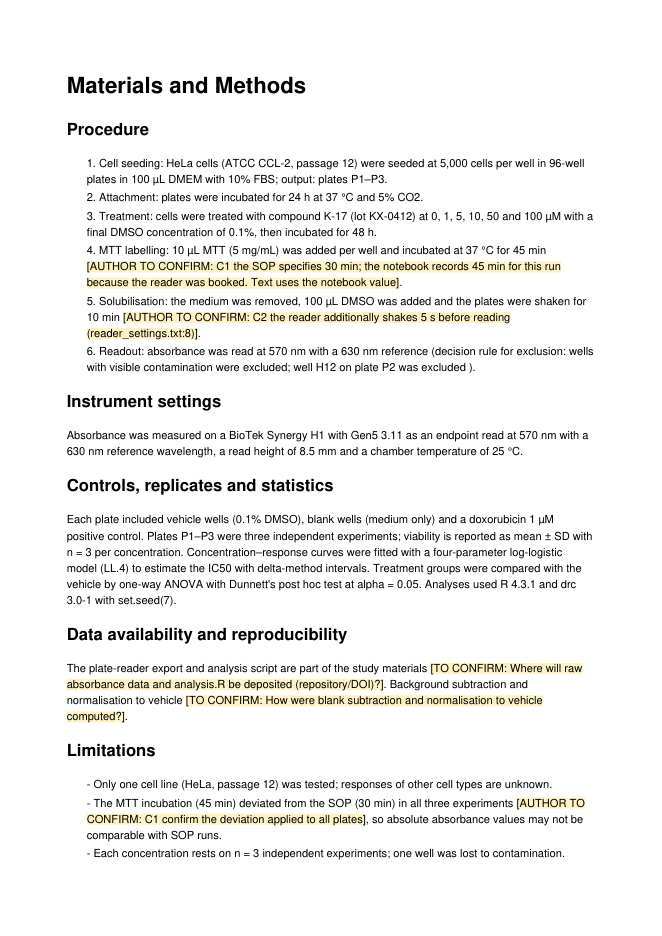 Materials and Methods
Procedure
1. Cell seeding: HeLa cells (ATCC CCL-2, passage 12) were seeded at 5,000 cells per well in 96-well
plates in 100 µL DMEM with 10% FBS; output: plates P1–P3.
2. Attachment: plates were incubated for 24 h at 37 °C and 5% CO2.
3. Treatment: cells were treated with compound K-17 (lot KX-0412) at 0, 1, 5, 10, 50 and 100 µM with a
final DMSO concentration of 0.1%, then incubated for 48 h.
4. MTT labelling: 10 µL MTT (5 mg/mL) was added per well and incubated at 37 °C for 45 min
[AUTHOR TO CONFIRM: C1 the SOP specifies 30 min; the notebook records 45 min for this run
because the reader was booked. Text uses the notebook value].
5. Solubilisation: the medium was removed, 100 µL DMSO was added and the plates were shaken for
10 min [AUTHOR TO CONFIRM: C2 the reader additionally shakes 5 s before reading
(reader_settings.txt:8)].
6. Readout: absorbance was read at 570 nm with a 630 nm reference (decision rule for exclusion: wells
with visible contamination were excluded; well H12 on plate P2 was excluded ).
Instrument settings
Absorbance was measured on a BioTek Synergy H1 with Gen5 3.11 as an endpoint read at 570 nm with a
630 nm reference wavelength, a read height of 8.5 mm and a chamber temperature of 25 °C.
Controls, replicates and statistics
Each plate included vehicle wells (0.1% DMSO), blank wells (medium only) and a doxorubicin 1 µM
positive control. Plates P1–P3 were three independent experiments; viability is reported as mean ± SD with
n = 3 per concentration. Concentration–response curves were fitted with a four-parameter log-logistic
model (LL.4) to estimate the IC50 with delta-method intervals. Treatment groups were compared with the
vehicle by one-way ANOVA with Dunnett's post hoc test at alpha = 0.05. Analyses used R 4.3.1 and drc
3.0-1 with set.seed(7).
Data availability and reproducibility
The plate-reader export and analysis script are part of the study materials [TO CONFIRM: Where will raw
absorbance data and analysis.R be deposited (repository/DOI)?]. Background subtraction and
normalisation to vehicle [TO CONFIRM: How were blank subtraction and normalisation to vehicle
computed?].
Limitations
- Only one cell line (HeLa, passage 12) was tested; responses of other cell types are unknown.
- The MTT incubation (45 min) deviated from the SOP (30 min) in all three experiments [AUTHOR TO
CONFIRM: C1 confirm the deviation applied to all plates], so absolute absorbance values may not be
comparable with SOP runs.
- Each concentration rests on n = 3 independent experiments; one well was lost to contamination.